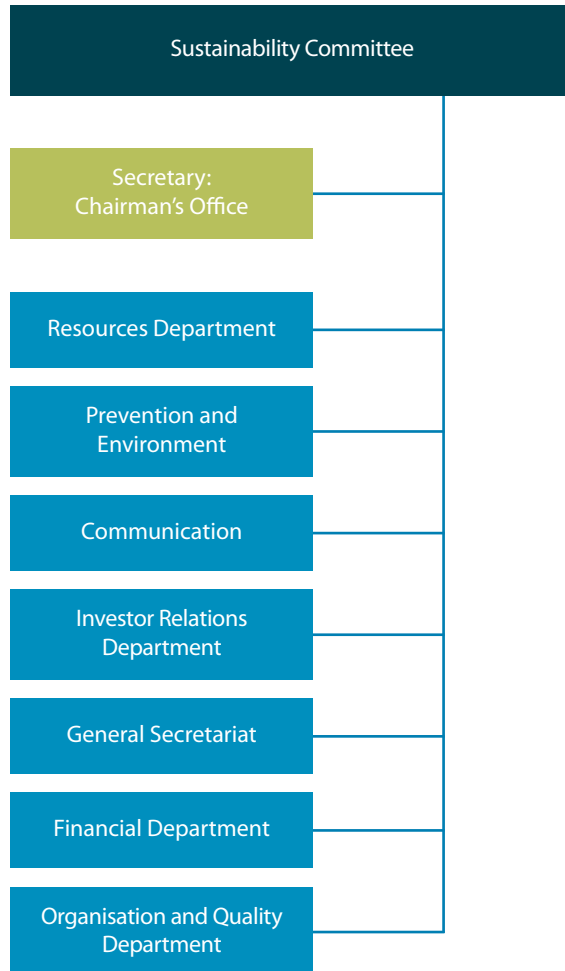 Sustainability Committee
Secretary:
Chairman’s Office
Resources Department
Prevention and
Environment
Communication
Investor Relations
Department
General Secretariat
Financial Department
Organisation and Quality
Department